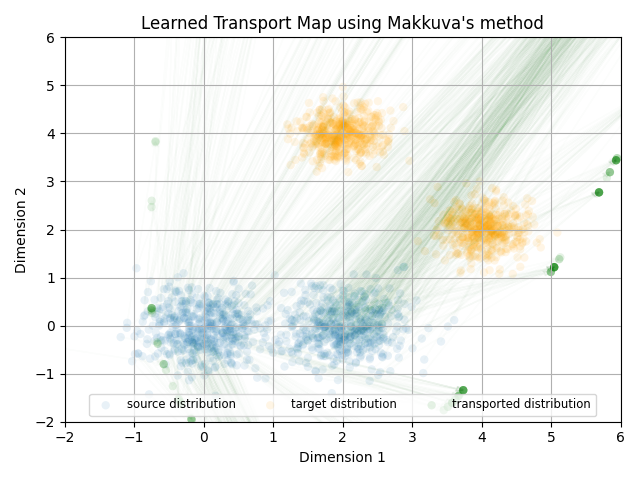 Learned Transport Map using Makkuva's method
6
5
4
3
2
1
0
−1
−2
Dimension 2
source distribution target distribution transported distribution
−2 −1 0 1 2 3 4 5 6
Dimension 1